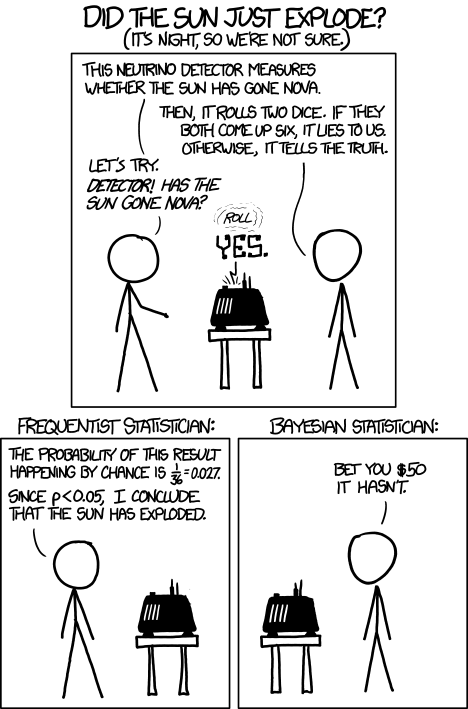 DID THE SUN JUST EXPLODE?
(IT'S NIGHT, SO WE'RE NOT SURE.)
THIS NEUTRINO DETECTOR MEASURES
WHETHER THE SUN HAS GONE NOVA.
THEN, IT ROLLS TWO DICE. IF THEY
BOTH COME UP SIX, IT LIES TO US.
OTHERWISE, IT TELLS THE TRUTH.
LET'S TRY.
DETECTOR! HAS THE
SUN GONE NOVA?
ROLL
YES.
FREQUENTIST STATISTICIAN:
THE PROBABILITY OF THIS RESULT
HAPPENING BY CHANCE IS 1/36=0.027.
SINCE p<0.05, I CONCLUDE
THAT THE SUN HAS EXPLODED.
BAYESIAN STATISTICIAN:
BET YOU $50
IT HASN'T.